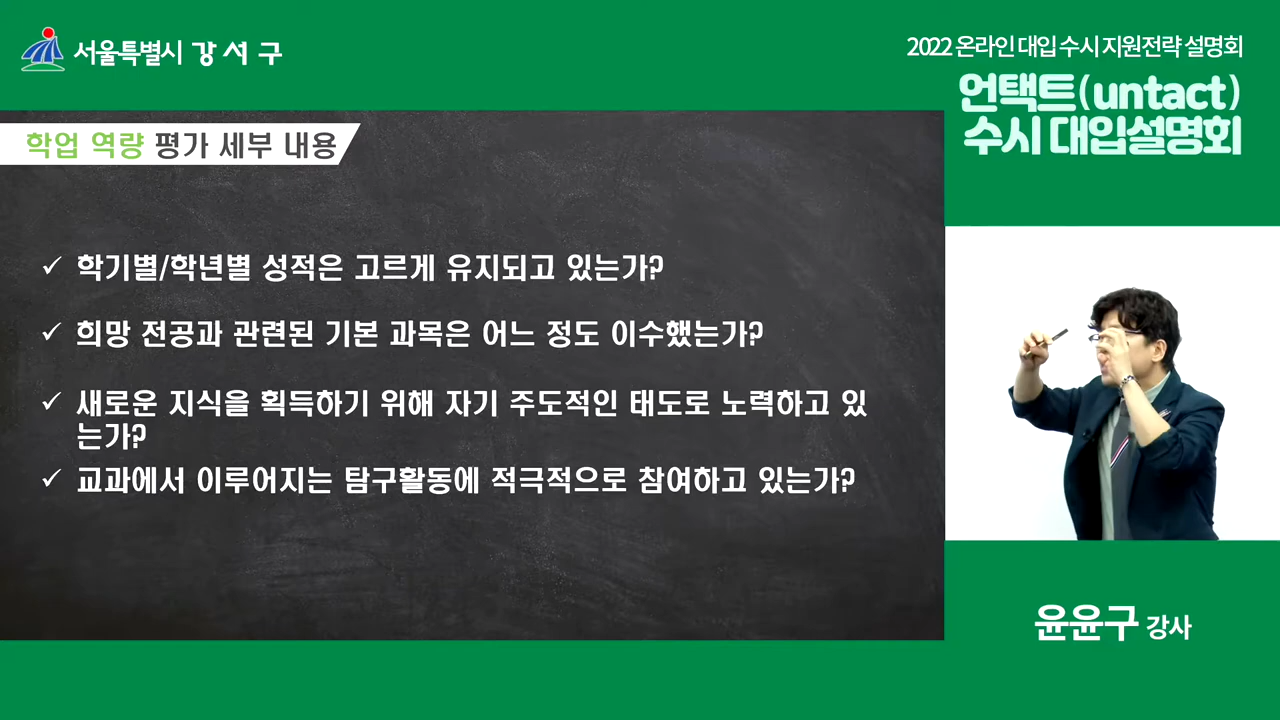 서울특별시 강서구
2022 온라인 대입 수시 지원전략 설명회
언택트(untact)
수시 대입설명회
학업 역량 평가 세부 내용
✓ 학기별/학년별 성적은 고르게 유지되고 있는가?
✓ 희망 전공과 관련된 기본 과목은 어느 정도 이수했는가?
✓ 새로운 지식을 획득하기 위해 자기 주도적인 태도로 노력하고 있
는가?
✓ 교과에서 이루어지는 탐구활동에 적극적으로 참여하고 있는가?
윤윤구 강사